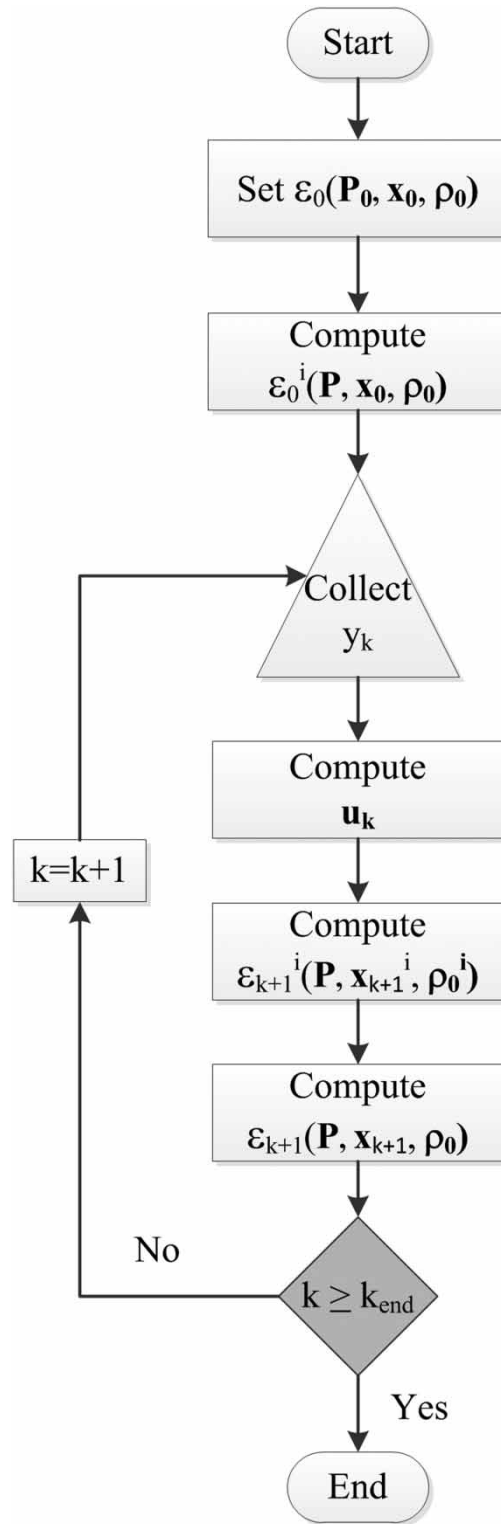 Start
Set ε₀(P₀, x₀, ρ₀)
Compute
ε₀ⁱ(P, x₀, ρ₀)
Collect
yₖ
Compute
uₖ
k=k+1
Compute
εₖ₊₁ⁱ(P, xₖ₊₁ⁱ, ρ₀ⁱ)
Compute
εₖ₊₁(P, xₖ₊₁, ρ₀)
No
k ≥ k_end
Yes
End